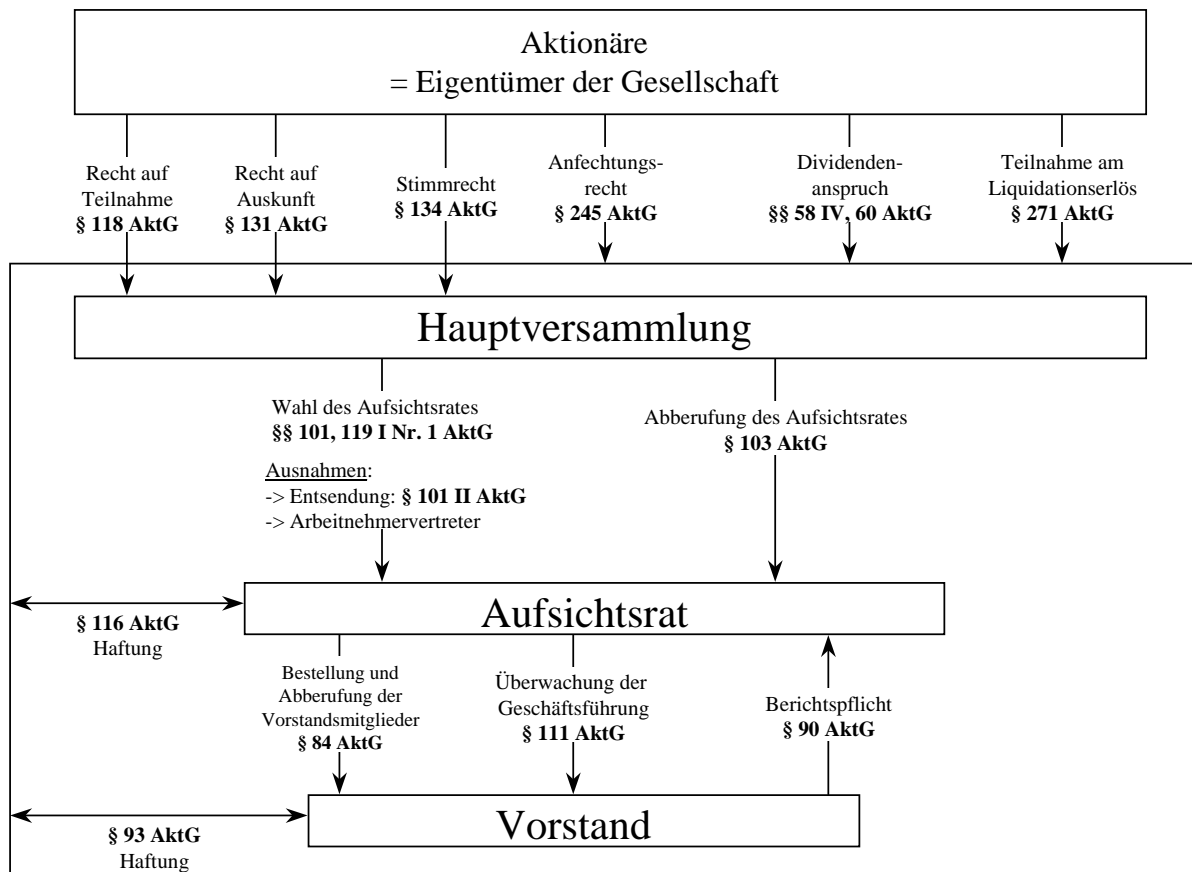 Aktionäre
= Eigentümer der Gesellschaft
Recht auf
Teilnahme
§ 118 AktG
Recht auf
Auskunft
§ 131 AktG
Stimmrecht
§ 134 AktG
Anfechtungs-
recht
§ 245 AktG
Dividenden-
anspruch
§§ 58 IV, 60 AktG
Teilnahme am
Liquidationserlös
§ 271 AktG
Hauptversammlung
Wahl des Aufsichtsrates
§§ 101, 119 I Nr. 1 AktG
Ausnahmen:
-> Entsendung: § 101 II AktG
-> Arbeitnehmervertreter
Abberufung des Aufsichtsrates
§ 103 AktG
Aufsichtsrat
§ 116 AktG
Haftung
Bestellung und
Abberufung der
Vorstandsmitglieder
§ 84 AktG
Überwachung der
Geschäftsführung
§ 111 AktG
Berichtspflicht
§ 90 AktG
Vorstand
§ 93 AktG
Haftung